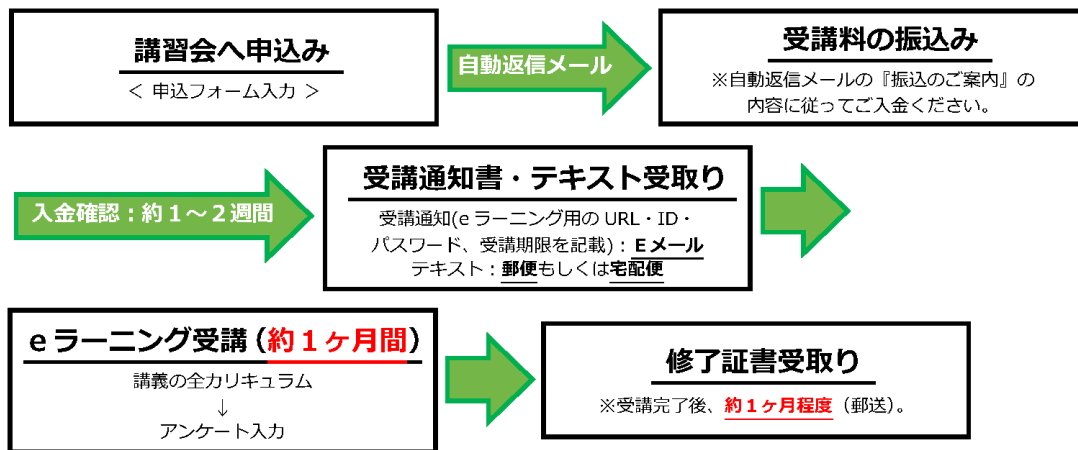 講習会へ申込み
＜ 申込フォーム入力 ＞
自動返信メール
受講料の振込み
※自動返信メールの『振込のご案内』の
内容に従ってご入金ください。
入金確認：約１～２週間
受講通知書・テキスト受取り
受講通知(e ラーニング用の URL・ID・
パスワード、受講期限を記載)：Ｅメール
テキスト：郵便もしくは宅配便
e ラーニング受講（約１ヶ月間）
講義の全カリキュラム
↓
アンケート入力
修了証書受取り
※受講完了後、約１ヶ月程度（郵送）。